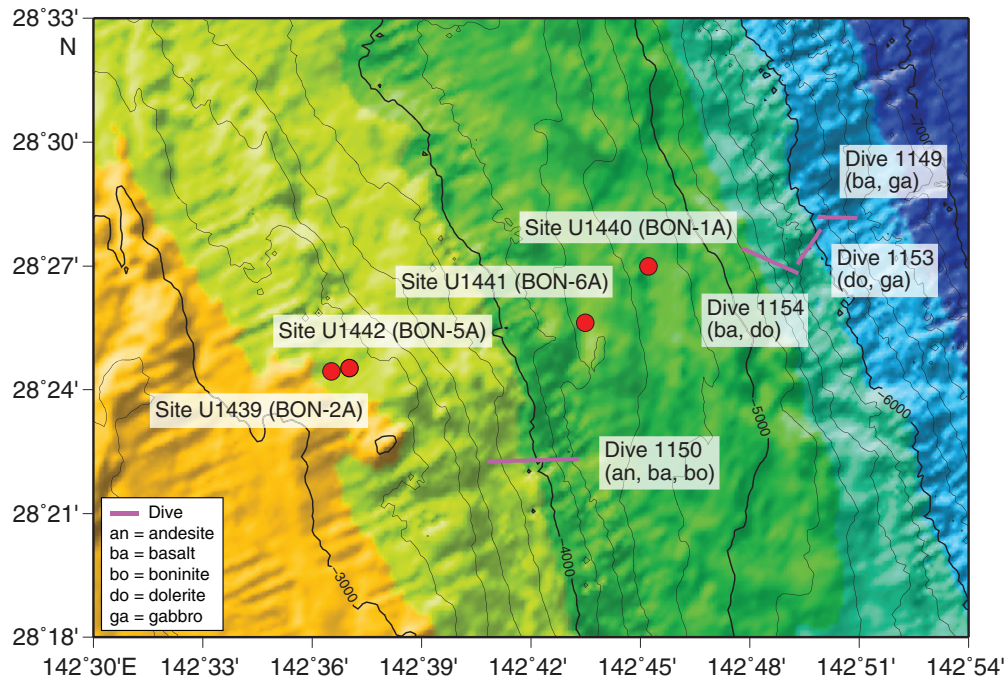 28°33'
N
28°30'
28°27'
28°24'
28°21'
28°18'
142°30'E
142°33'
142°36'
142°39'
142°42'
142°45'
142°48'
142°51'
142°54'
Dive 1149
(ba, ga)
Site U1440 (BON-1A)
Dive 1153
(do, ga)
Site U1441 (BON-6A)
Dive 1154
(ba, do)
Site U1442 (BON-5A)
Site U1439 (BON-2A)
Dive 1150
(an, ba, bo)
−3000
−4000
−5000
−6000
−7000
Dive
an = andesite
ba = basalt
bo = boninite
do = dolerite
ga = gabbro